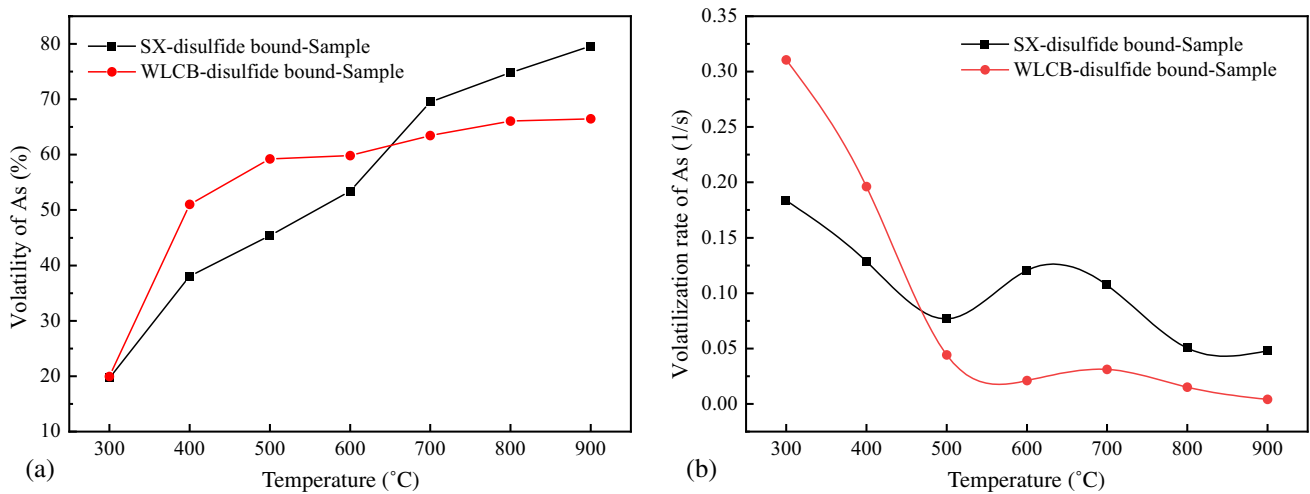 80
70
60
50
40
30
20
10
Volatility of As (%)
SX-disulfide bound-Sample
WLCB-disulfide bound-Sample
300 400 500 600 700 800 900
Temperature (°C)
(a)
0.35
0.30
0.25
0.20
0.15
0.10
0.05
0.00
Volatilization rate of As (1/s)
SX-disulfide bound-Sample
WLCB-disulfide bound-Sample
300 400 500 600 700 800 900
Temperature (°C)
(b)